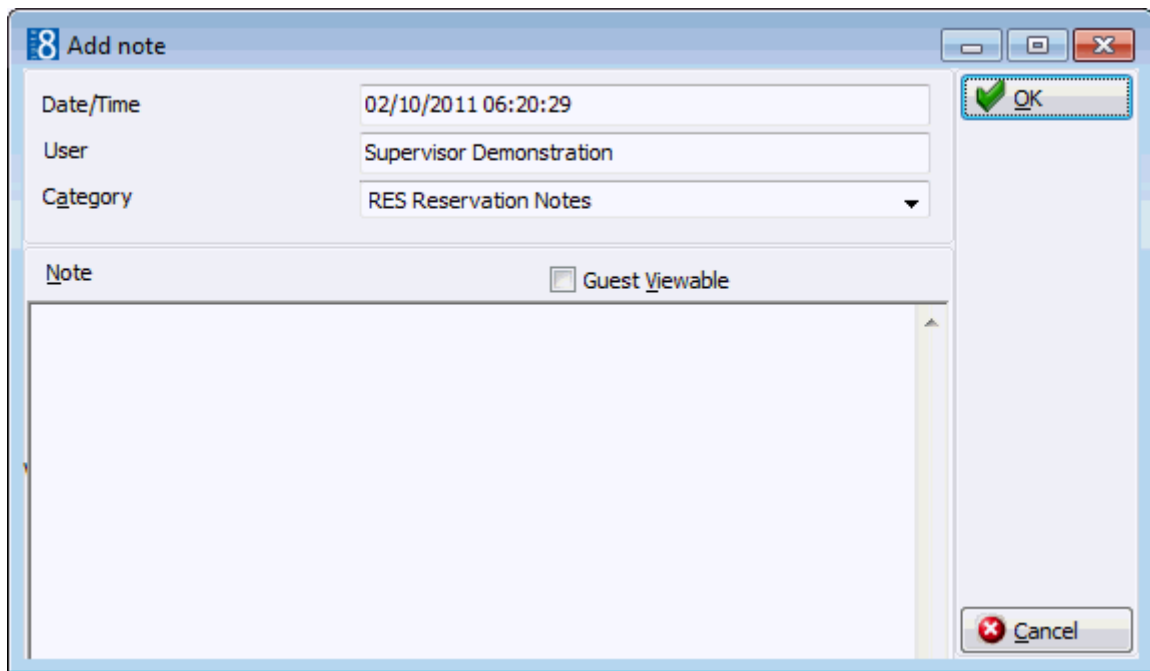 8 Add note
Date/Time 02/10/2011 06:20:29
OK
User Supervisor Demonstration
Category RES Reservation Notes
Note Guest Viewable
Cancel